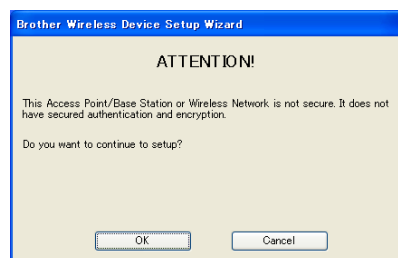 Brother Wireless Device Setup Wizard
ATTENTION!
This Access Point/Base Station or Wireless Network is not secure. It does not
have secured authentication and encryption.
Do you want to continue to setup?
OK
Cancel